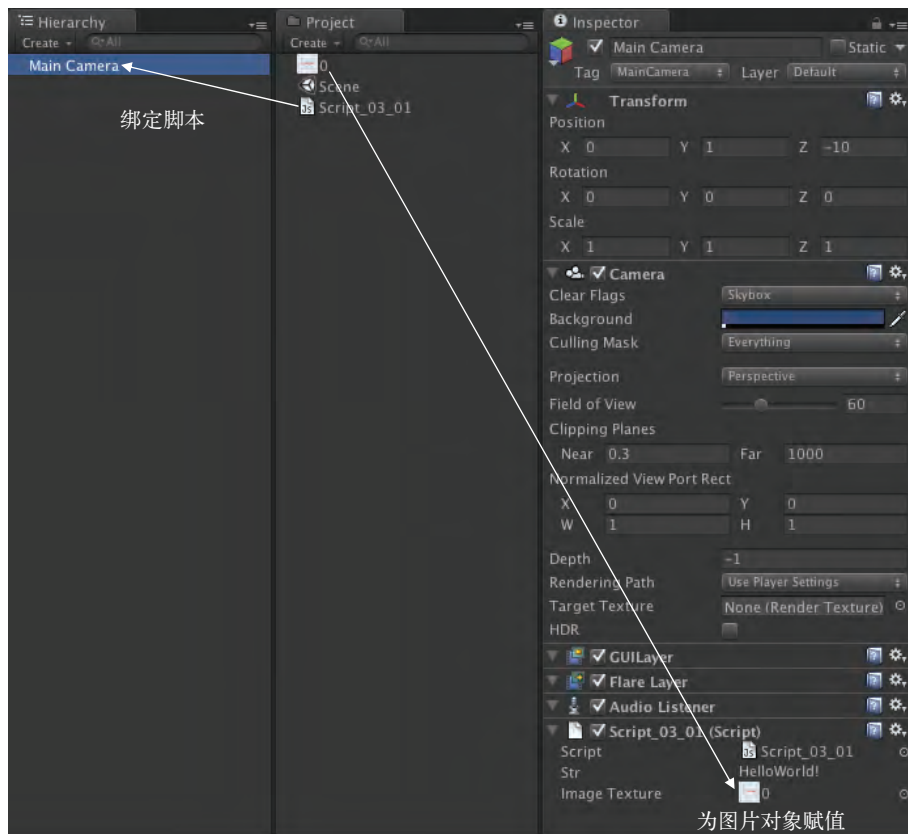 Hierarchy
Create
All
Main Camera
绑定脚本
Project
Create
All
0
Scene
Script_03_01
Inspector
Main Camera
Static
Tag MainCamera Layer Default
Transform
Position
X 0 Y 1 Z -10
Rotation
X 0 Y 0 Z 0
Scale
X 1 Y 1 Z 1
Camera
Clear Flags Skybox
Background
Culling Mask Everything
Projection Perspective
Field of View 60
Clipping Planes
Near 0.3 Far 1000
Normalized View Port Rect
X 0 Y 0
W 1 H 1
Depth -1
Rendering Path Use Player Settings
Target Texture None (Render Texture)
HDR
GUILayer
Flare Layer
Audio Listener
Script_03_01 (Script)
Script Js Script_03_01
Str HelloWorld!
Image Texture 0
为图片对象赋值